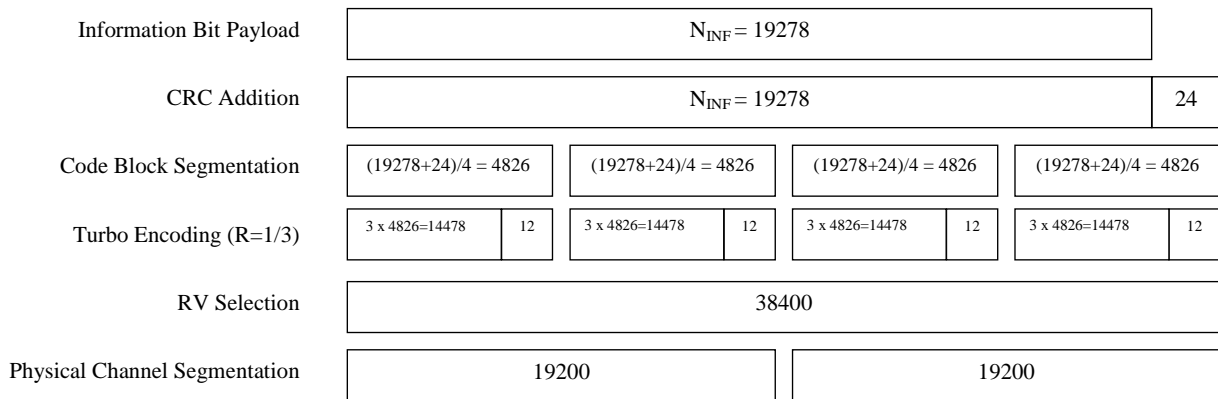 Information Bit Payload
N_INF = 19278
CRC Addition
N_INF = 19278
24
Code Block Segmentation
(19278+24)/4 = 4826
(19278+24)/4 = 4826
(19278+24)/4 = 4826
(19278+24)/4 = 4826
Turbo Encoding (R=1/3)
3 x 4826=14478
12
3 x 4826=14478
12
3 x 4826=14478
12
3 x 4826=14478
12
RV Selection
38400
Physical Channel Segmentation
19200
19200